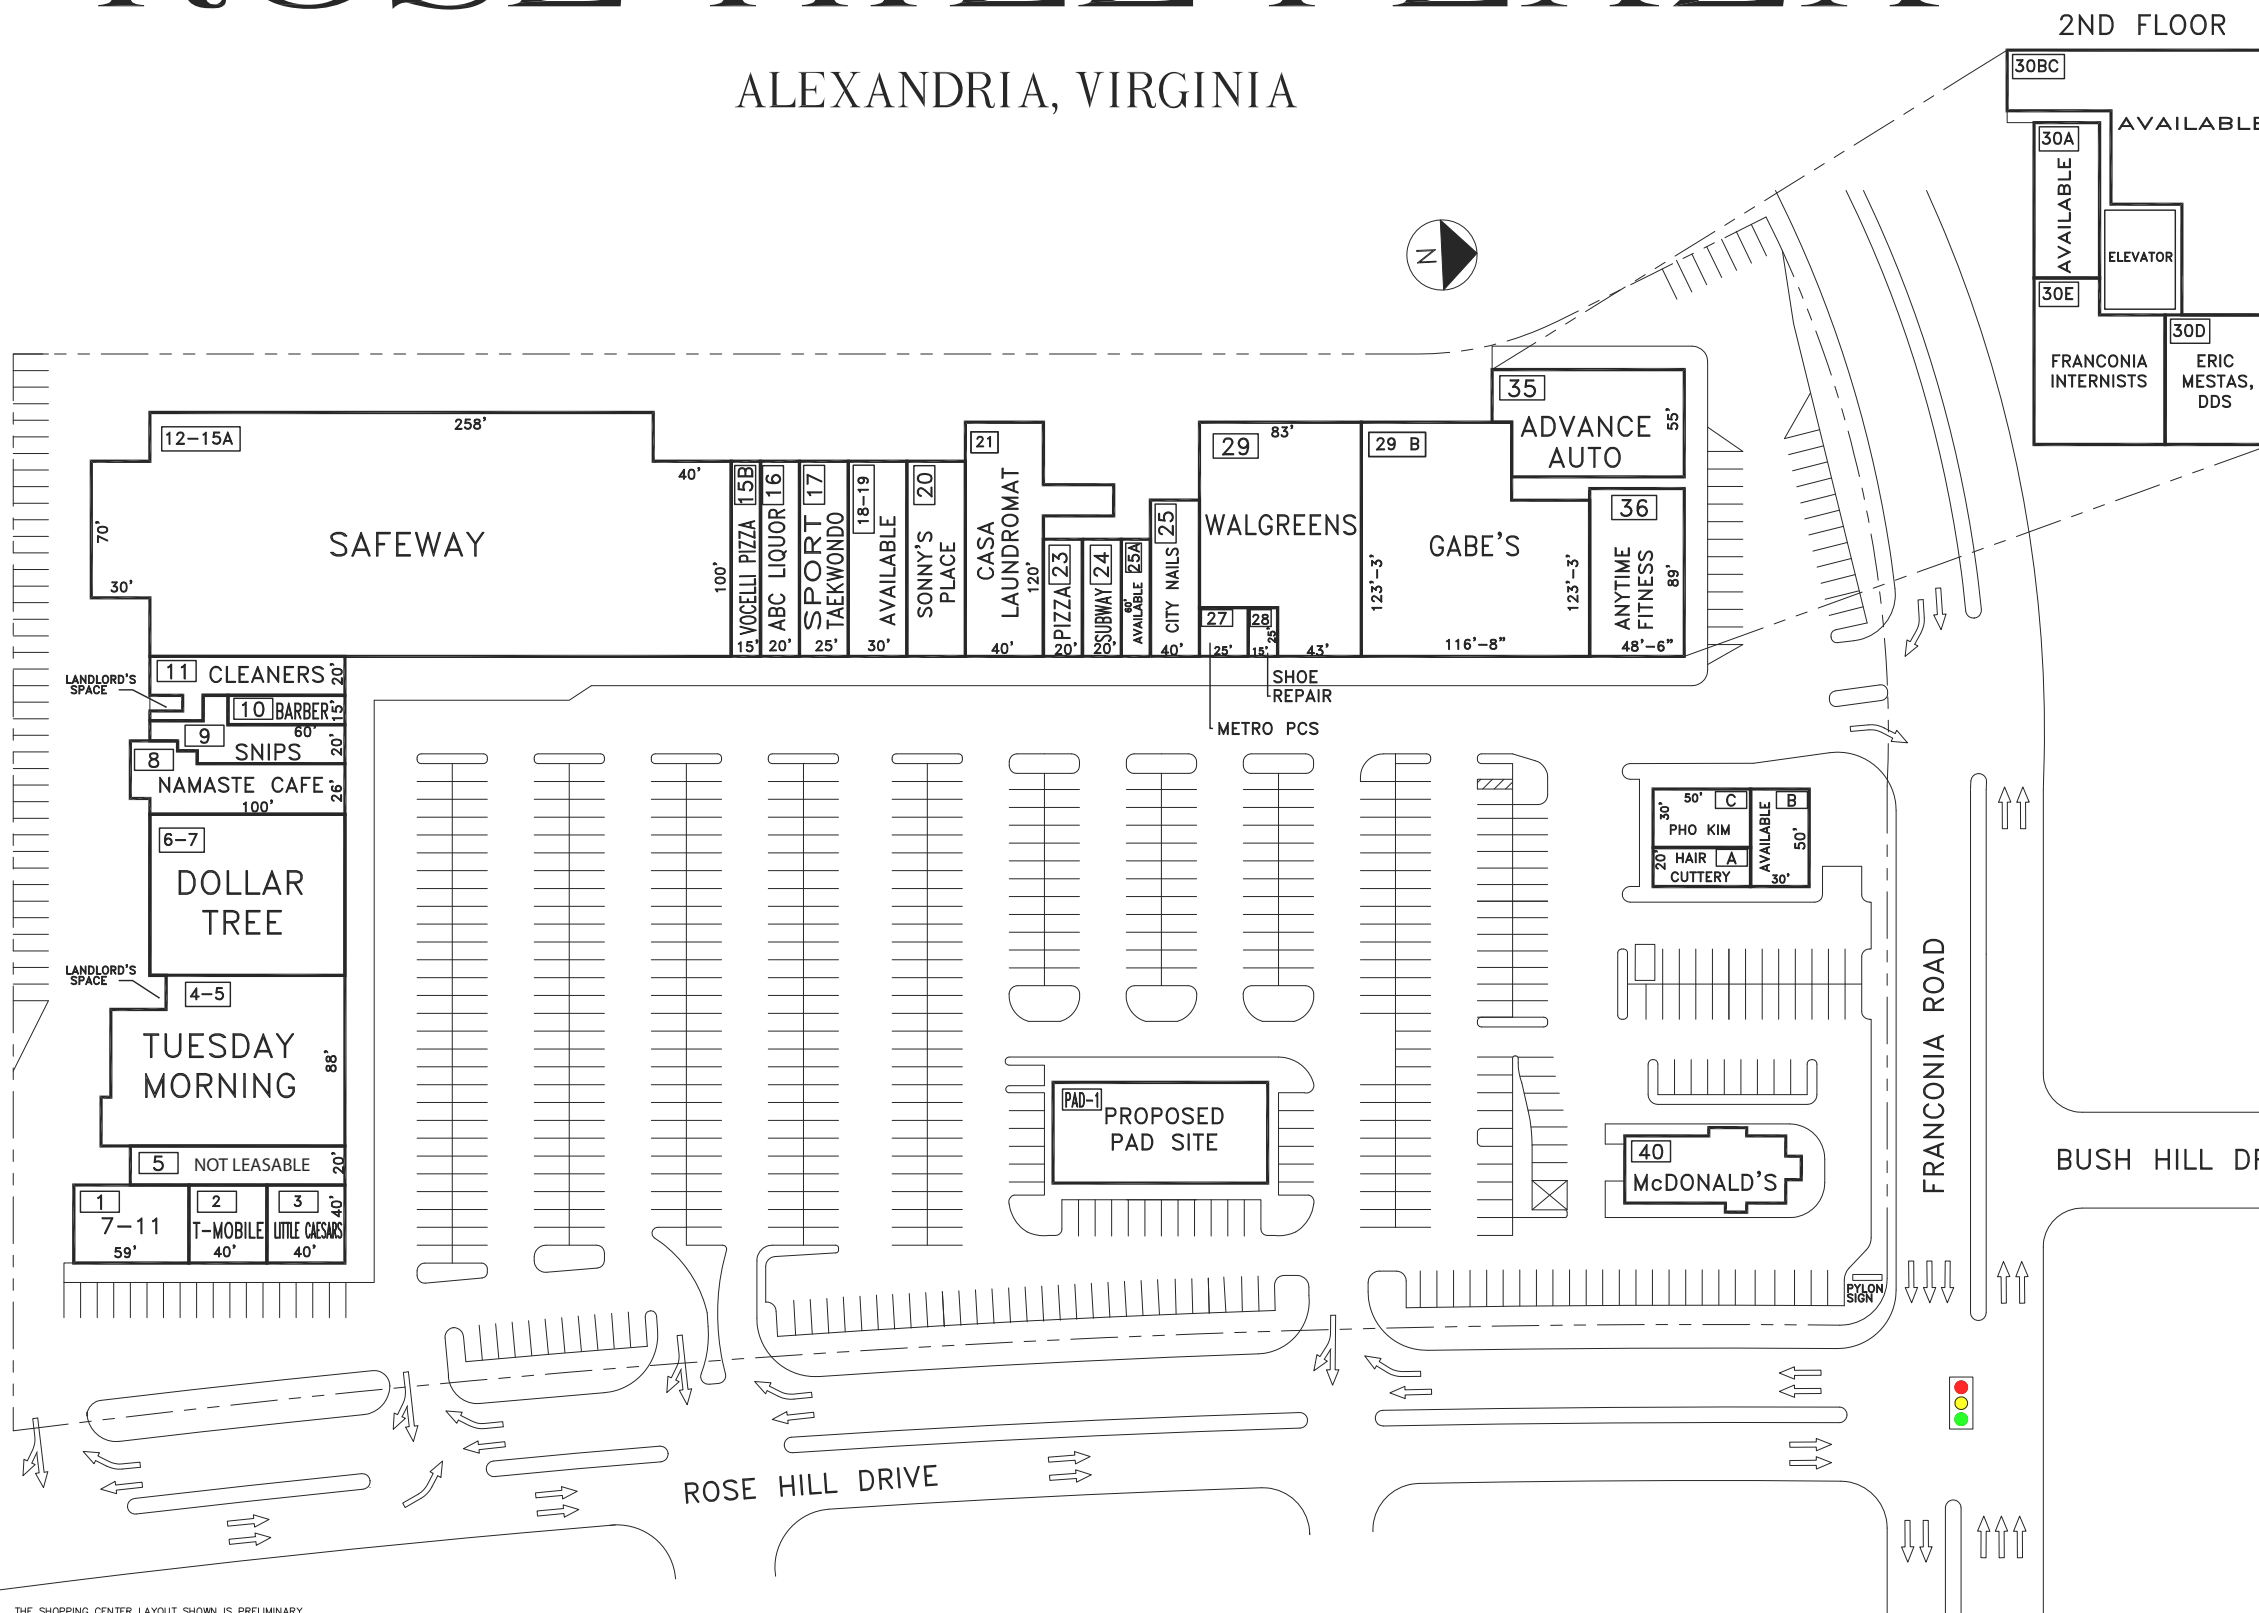 ALEXANDRIA, VIRGINIA
2ND FLOOR
30BC
AVAILABLE
30A
AVAILABLE
ELEVATOR
30E
FRANCONIA
INTERNISTS
30D
ERIC
MESTAS,
DDS
N
12-15A
258'
40'
70'
30'
SAFEWAY
100'
15B
VOCELLI PIZZA
15'
16
ABC LIQUOR
20'
17
SPORT
TAEKWONDO
25'
18-19
AVAILABLE
30'
20
SONNY'S
PLACE
21
CASA
LAUNDROMAT
120'
40'
23
PIZZA
20'
24
SUBWAY
20'
25A
AVAILABLE
60'
25
CITY NAILS
40'
29
83'
WALGREENS
27
25'
28
25'
15'
43'
SHOE
REPAIR
METRO PCS
29 B
GABE'S
123'-3"
123'-3"
116'-8"
35
ADVANCE
AUTO
55'
36
ANYTIME
FITNESS
89'
48'-6"
11
CLEANERS
20'
LANDLORD'S
SPACE
10
BARBER
15'
60'
9
SNIPS
20'
8
NAMASTE CAFE
26'
100'
6-7
DOLLAR
TREE
LANDLORD'S
SPACE
4-5
TUESDAY
MORNING
88'
5
NOT LEASABLE
20'
1
7-11
59'
2
T-MOBILE
40'
3
LITTLE CAESARS
40'
40'
C
50'
30'
PHO KIM
HAIR
CUTTERY
A
20'
B
AVAILABLE
50'
30'
PAD-1
PROPOSED
PAD SITE
40
McDONALD'S
PYLON
SIGN
FRANCONIA ROAD
BUSH HILL
ROSE HILL DRIVE
THE SHOPPING CENTER LAYOUT SHOWN IS PRELIMINARY